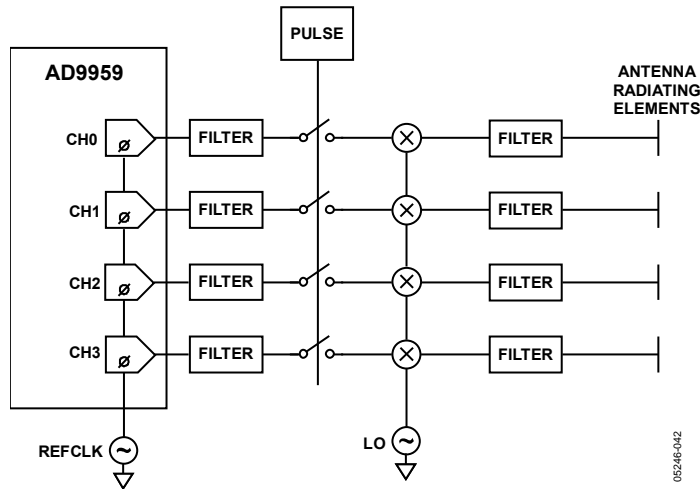 PULSE
AD9959
ANTENNA
RADIATING
ELEMENTS
CH0
Ø
FILTER
FILTER
CH1
Ø
FILTER
FILTER
CH2
Ø
FILTER
FILTER
CH3
Ø
FILTER
FILTER
REFCLK
~
LO
~
05246-042